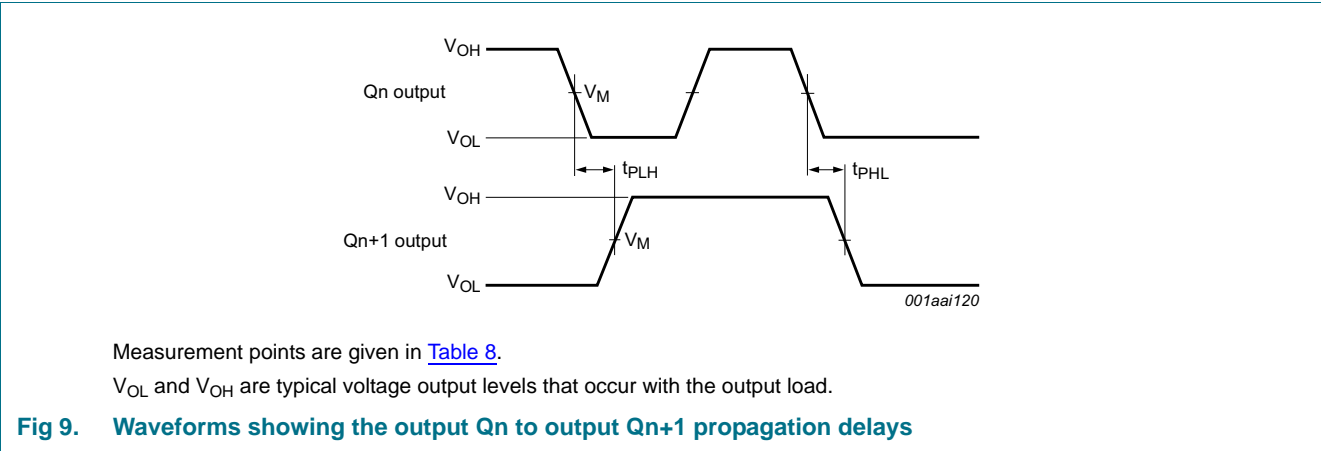 VOH
Qn output
VM
VOL
tPLH
tPHL
VOH
Qn+1 output
VM
VOL
001aai120
Measurement points are given in Table 8.
VOL and VOH are typical voltage output levels that occur with the output load.
Fig 9. Waveforms showing the output Qn to output Qn+1 propagation delays